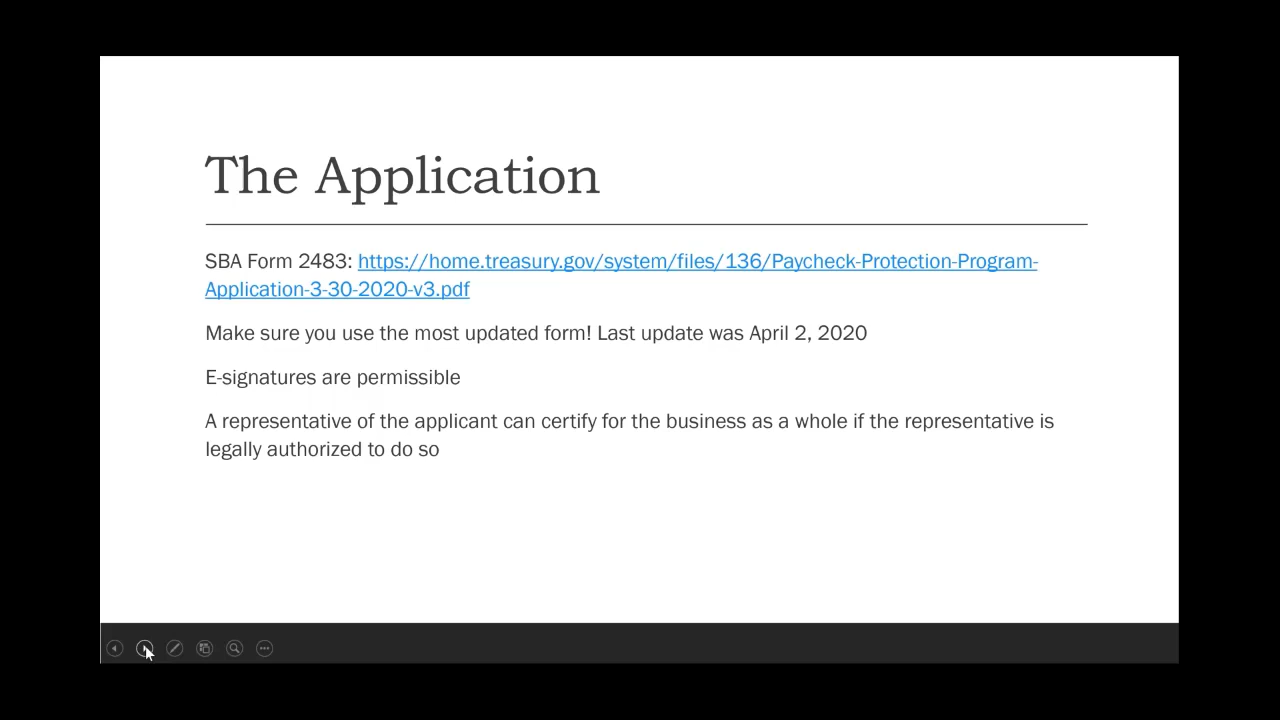 The Application
SBA Form 2483: https://home.treasury.gov/system/files/136/Paycheck-Protection-Program-
Application-3-30-2020-v3.pdf
Make sure you use the most updated form! Last update was April 2, 2020
E-signatures are permissible
A representative of the applicant can certify for the business as a whole if the representative is
legally authorized to do so